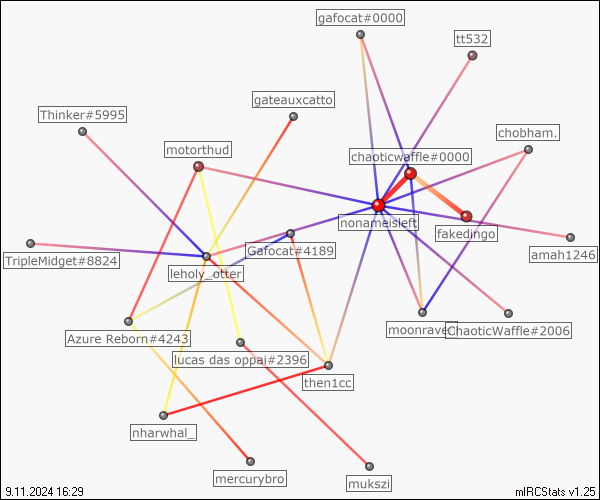 gafocat#0000
tt532
gateauxcatto
Thinker#5995
chobham.
motorthud
chaoticwaffle#0000
nonameisleft
fakedingo
Gafocat#4189
amah1246
TripleMidget#8824
leholy_otter
moonraven
ChaoticWaffle#2006
Azure Reborn#4243
lucas das oppai#2396
then1cc
nharwhal_
mercurybro
mukszi
9.11.2024 16:29
mIRCStats v1.25